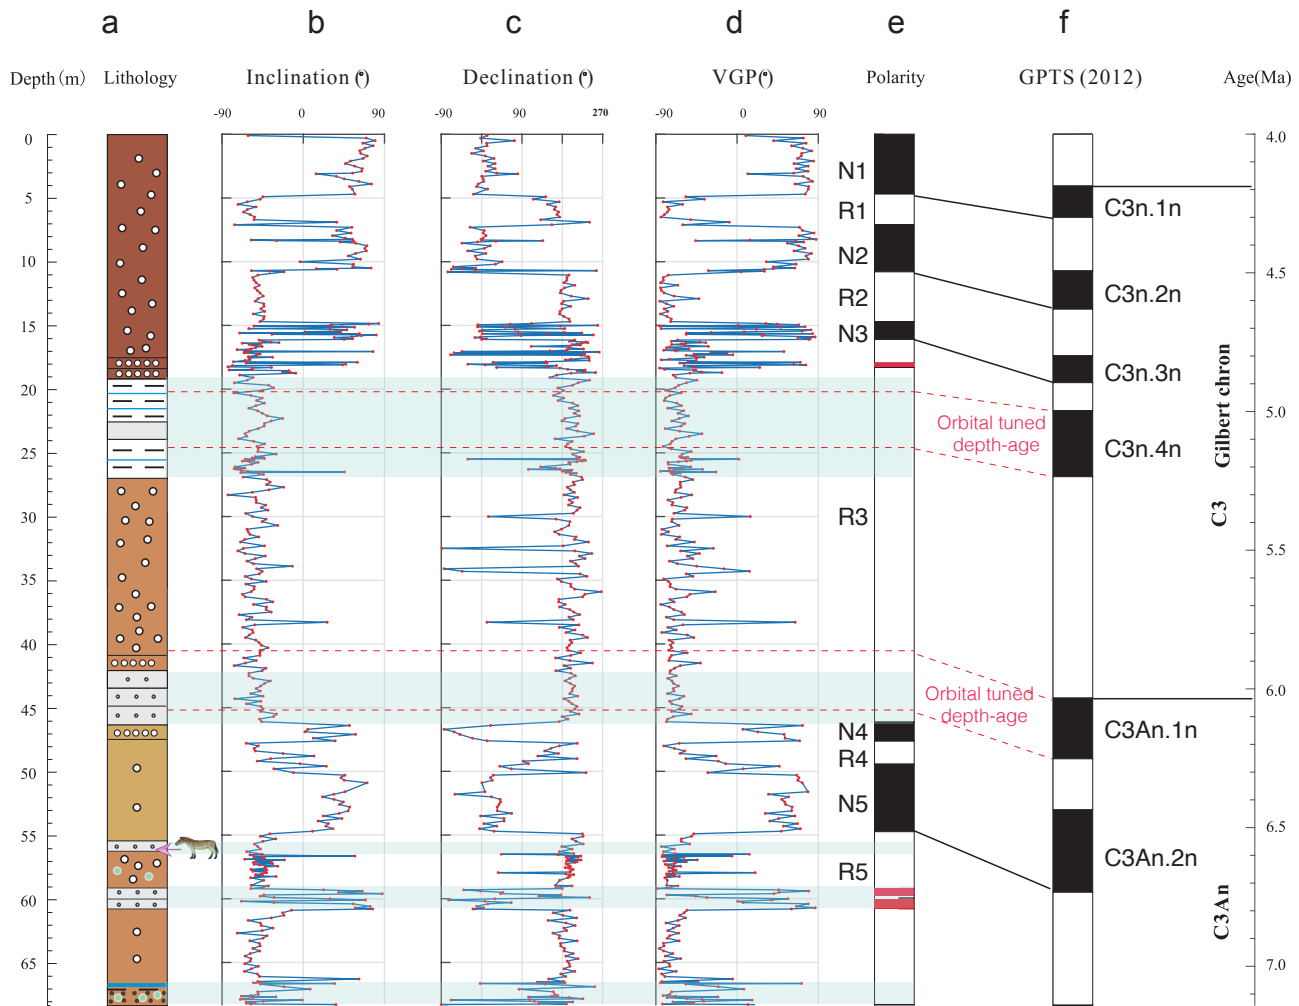 a b c d e f
Depth(m) Lithology Inclination (°) Declination (°) VGP(°) Polarity GPTS (2012) Age(Ma)
-90 0 90 -90 90 270 -90 0 90
0
5
10
15
20
25
30
35
40
45
50
55
60
65
N1
R1
N2
R2
N3
R3
N4
R4
N5
R5
C3n.1n
C3n.2n
C3n.3n
C3n.4n
C3An.1n
C3An.2n
Orbital tuned
depth-age
Orbital tuned
depth-age
Gilbert chron
C3
C3An
4.0
4.5
5.0
5.5
6.0
6.5
7.0